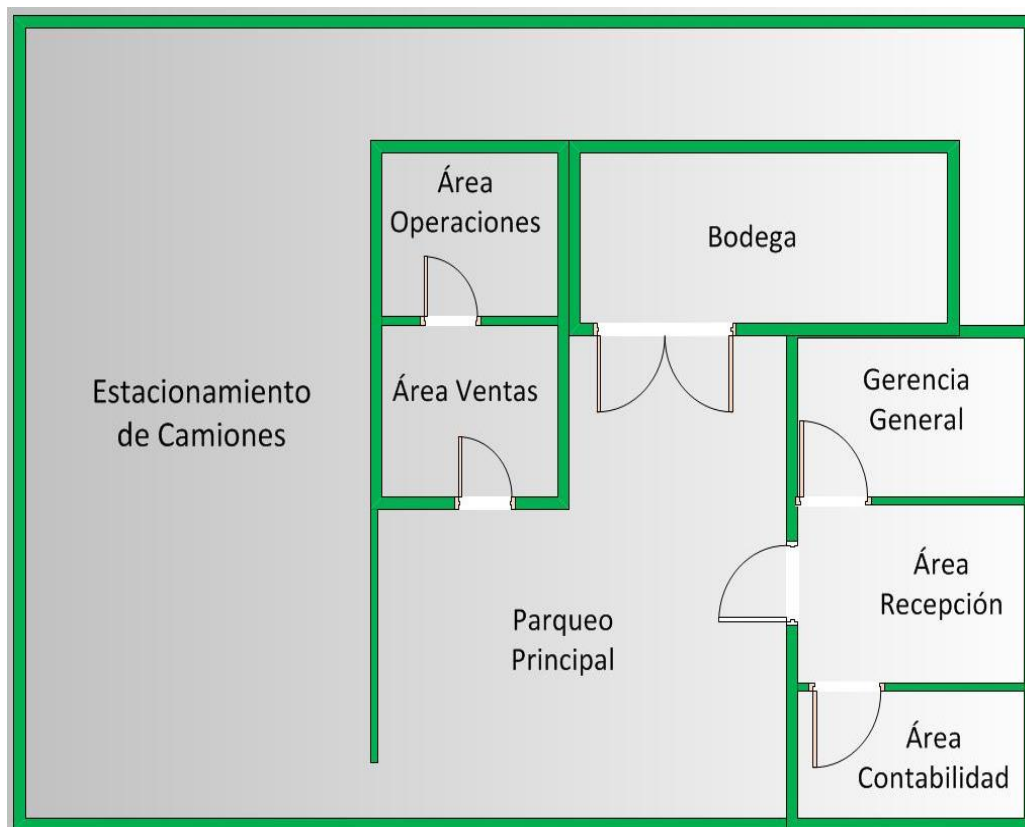 Área
Operaciones
Bodega
Estacionamiento
de Camiones
Área Ventas
Gerencia
General
Área
Recepción
Parqueo
Principal
Área
Contabilidad